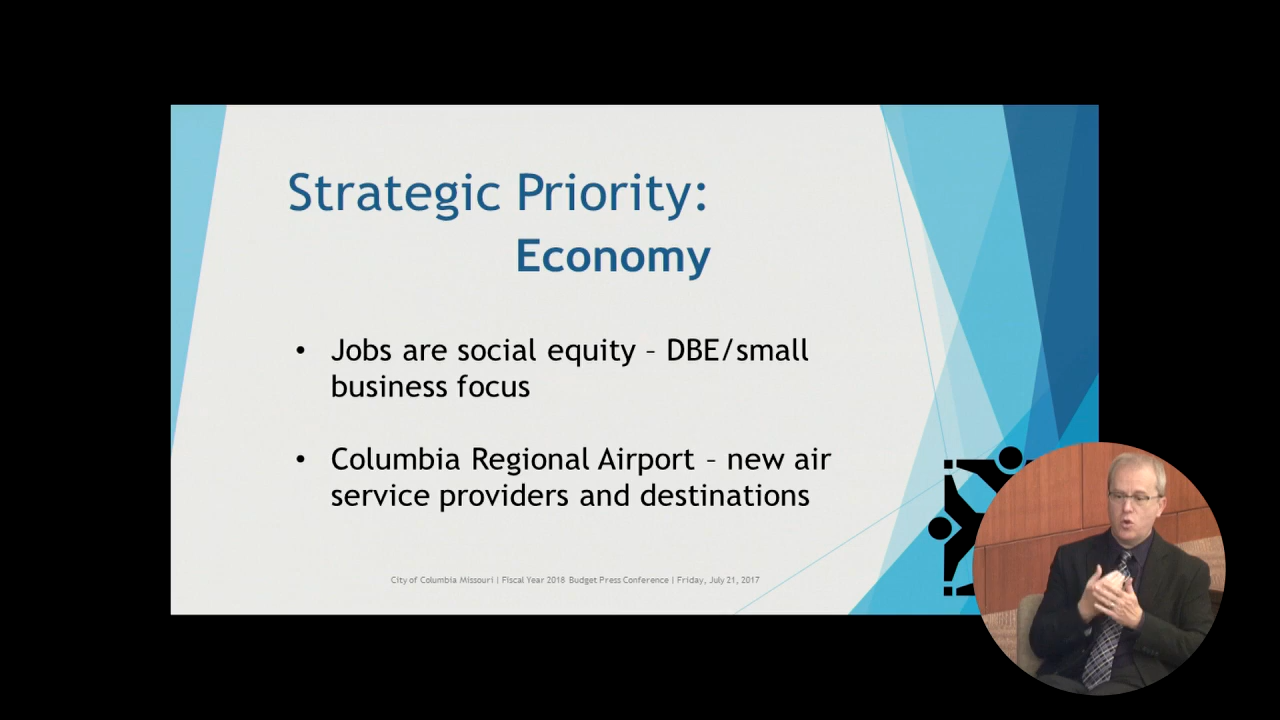 Strategic Priority:
Economy
• Jobs are social equity – DBE/small
business focus
• Columbia Regional Airport – new air
service providers and destinations
City of Columbia Missouri | Fiscal Year 2018 Budget Press Conference | Friday, July 21, 2017